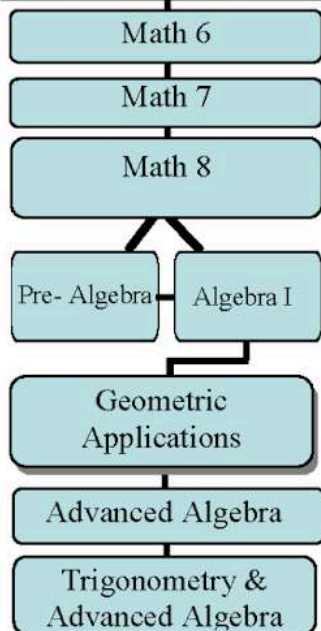 Math 6
Math 7
Math 8
Pre- Algebra
Algebra I
Geometric
Applications
Advanced Algebra
Trigonometry &
Advanced Algebra